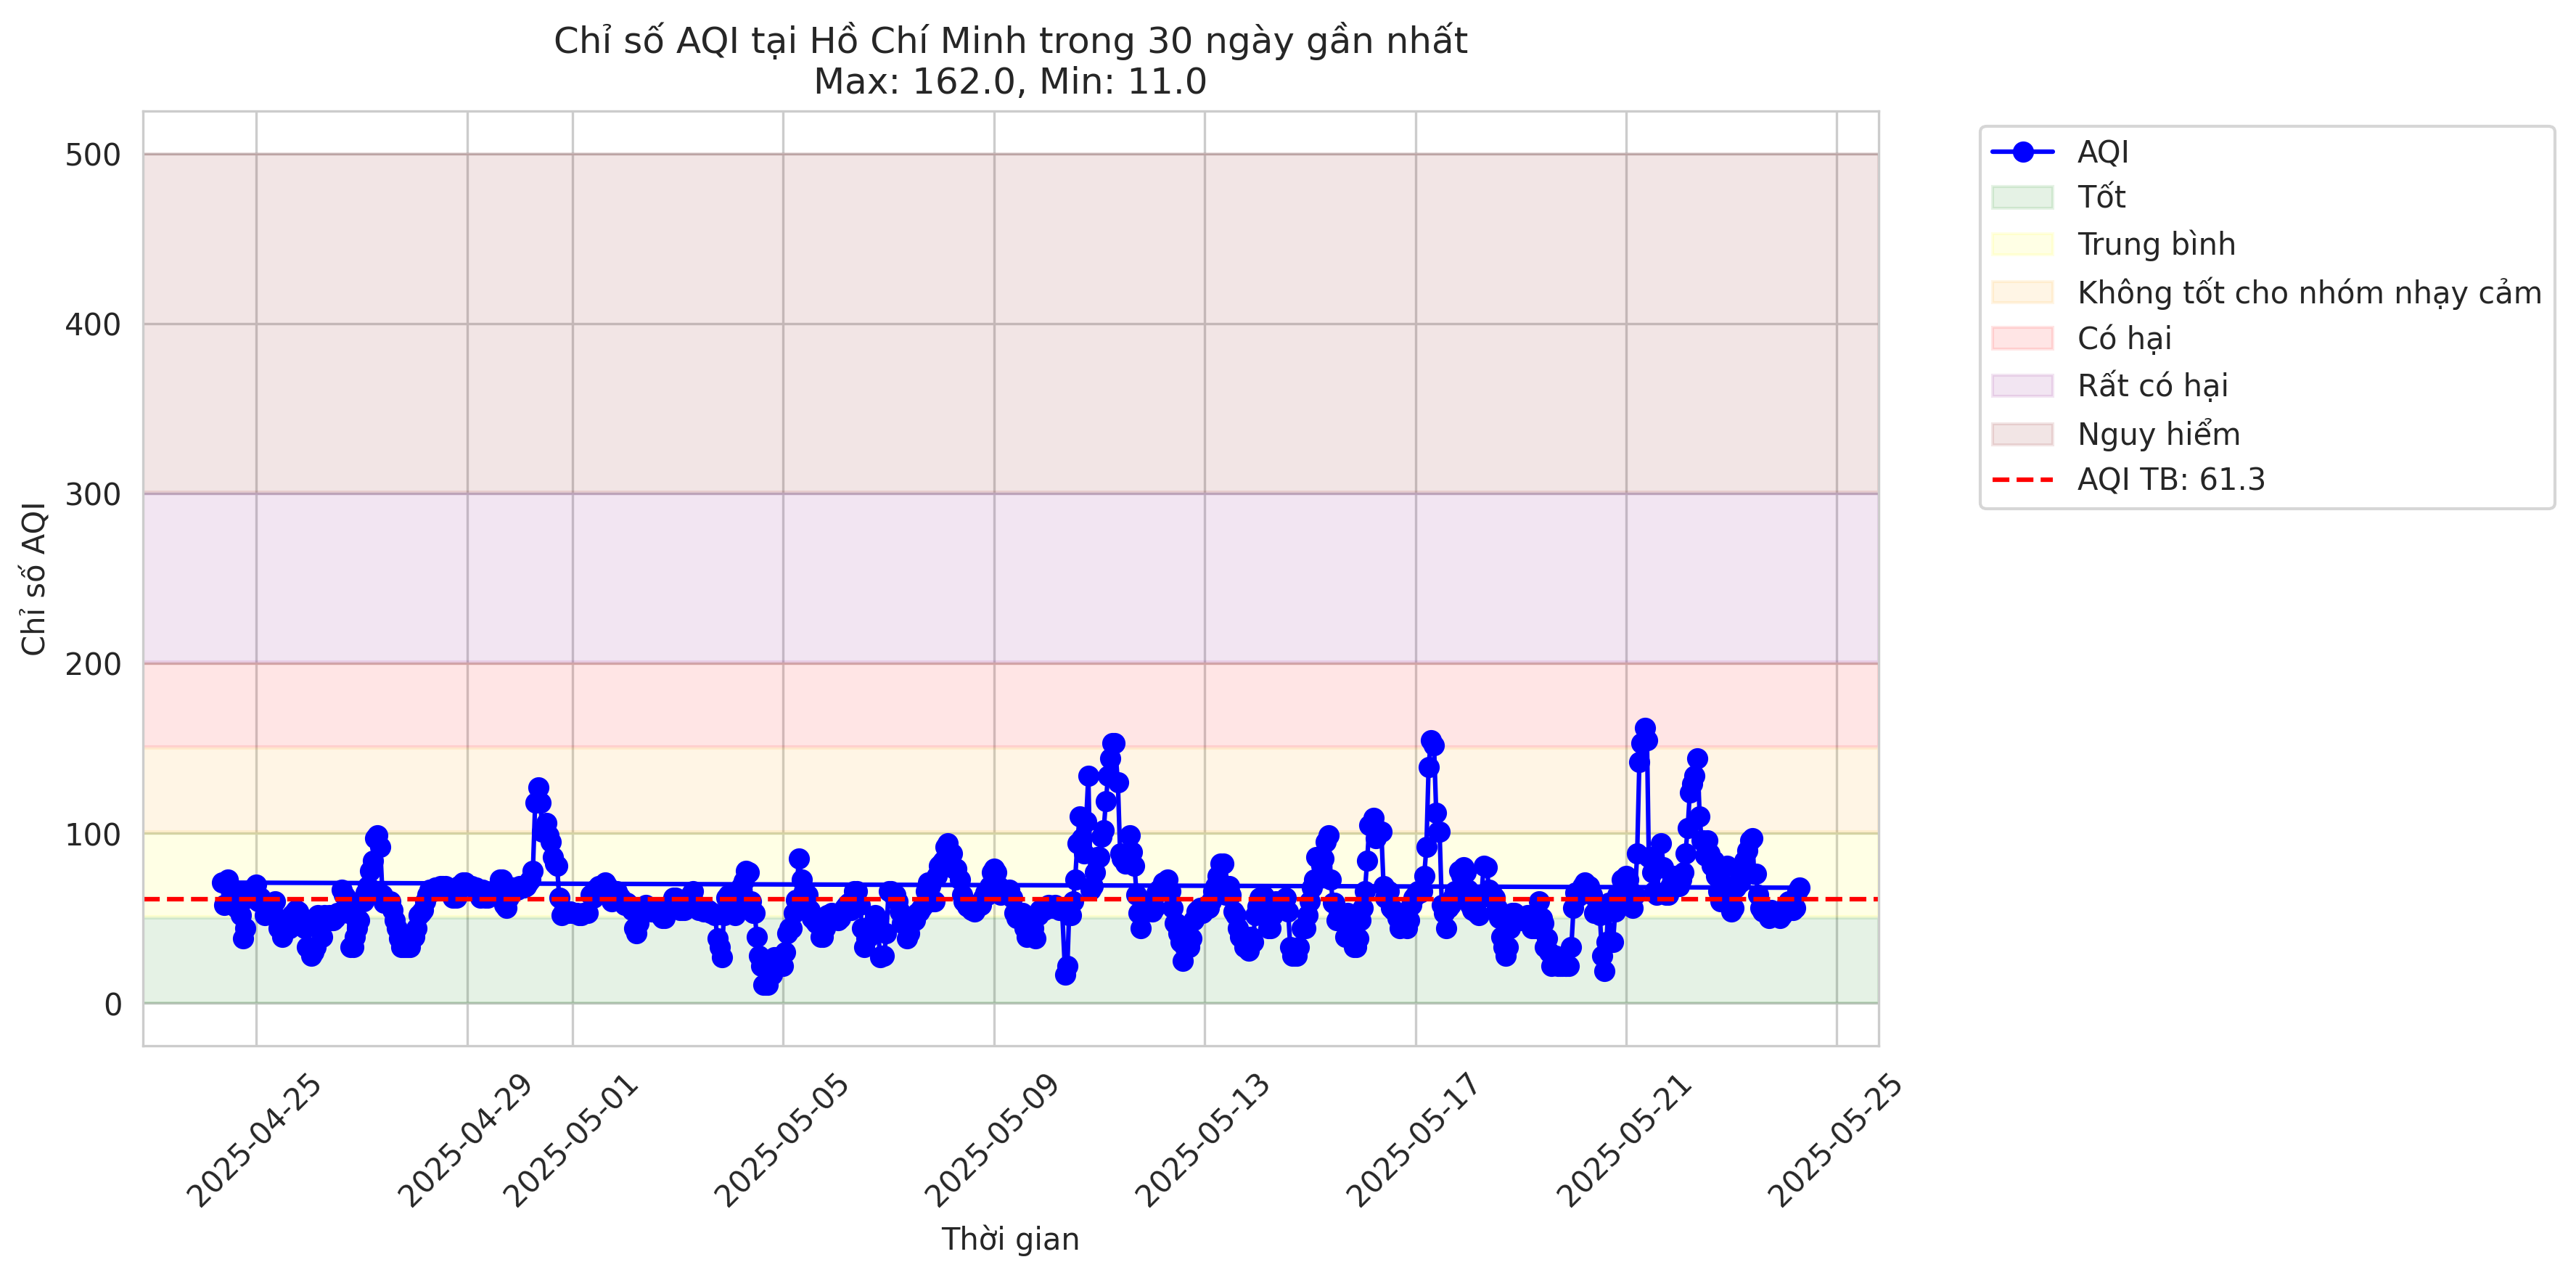 Chỉ số AQI tại Hồ Chí Minh trong 30 ngày gần nhất
Max: 162.0, Min: 11.0
Chỉ số AQI
500
400
300
200
100
0
2025-04-25
2025-04-29
2025-05-01
2025-05-05
2025-05-09
2025-05-13
2025-05-17
2025-05-21
2025-05-25
Thời gian
AQI
Tốt
Trung bình
Không tốt cho nhóm nhạy cảm
Có hại
Rất có hại
Nguy hiểm
AQI TB: 61.3